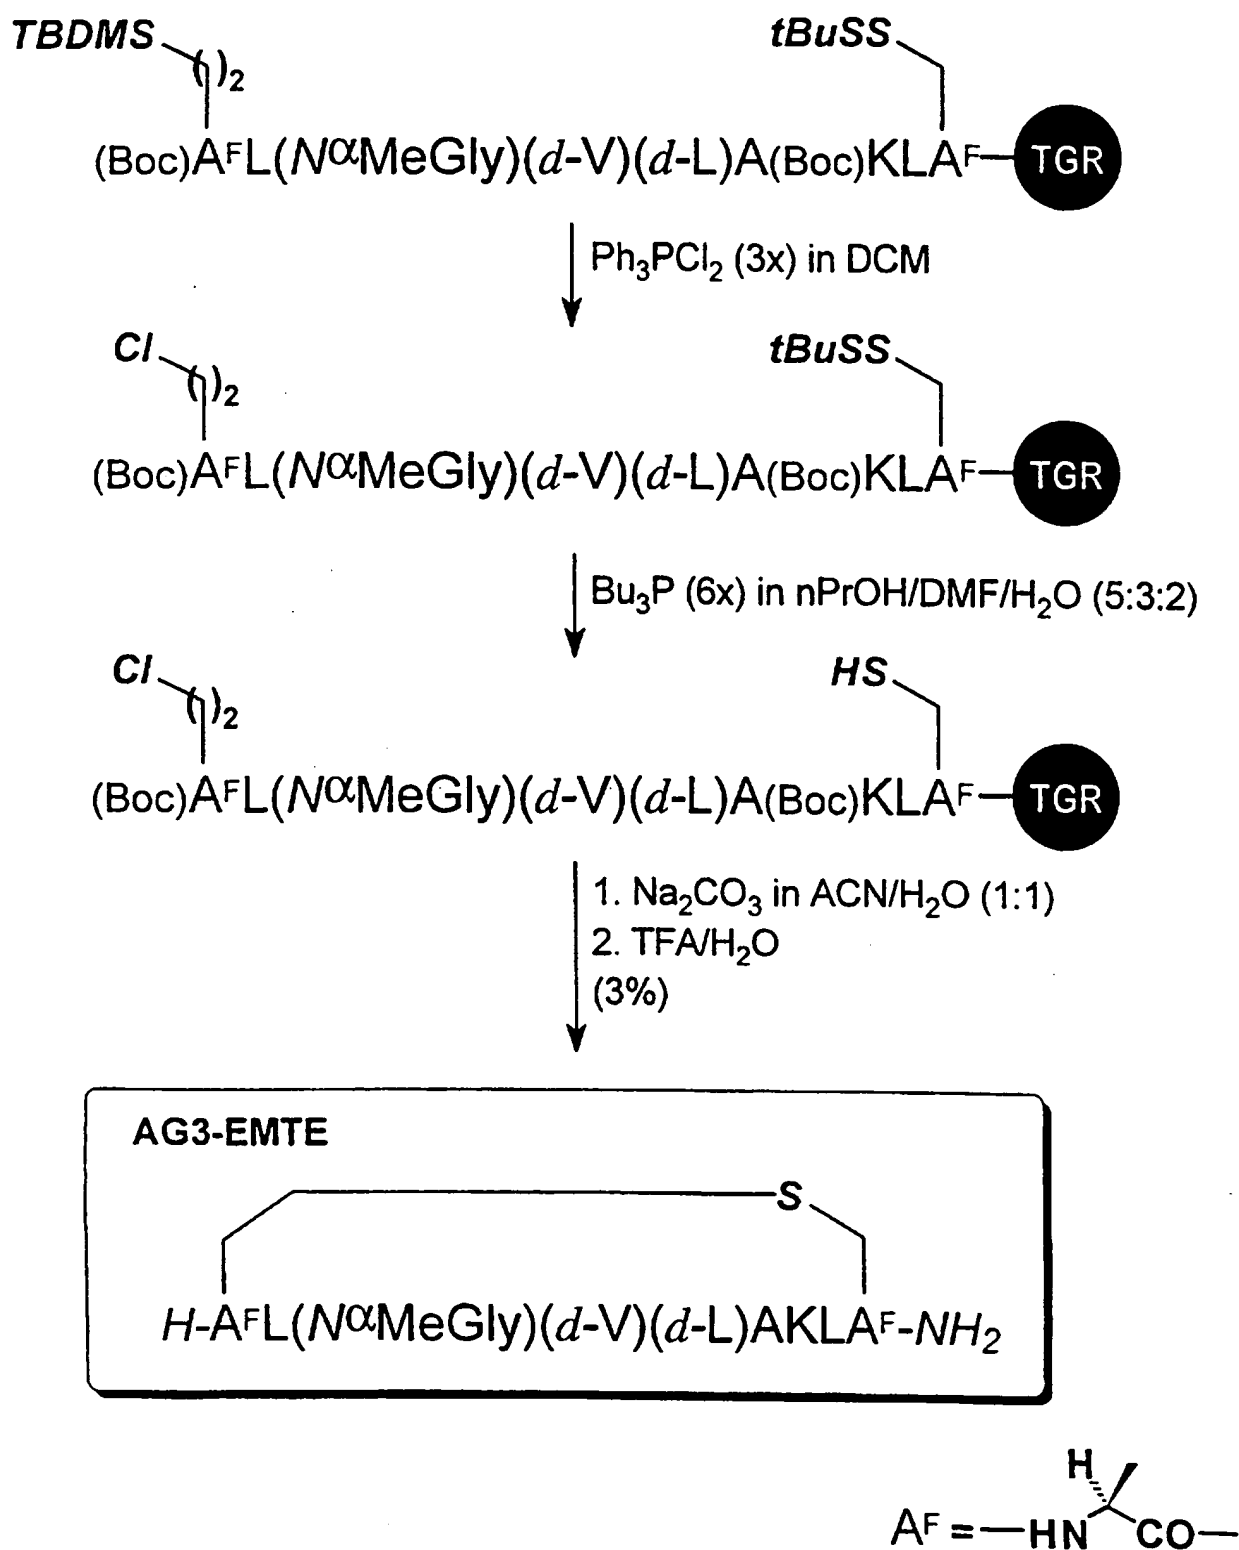 TBDMS tBuSS
( )2
(Boc)AFL(NαMeGly)(d-V)(d-L)A(Boc)KLAF—TGR
Ph3PCl2 (3x) in DCM
Cl tBuSS
( )2
(Boc)AFL(NαMeGly)(d-V)(d-L)A(Boc)KLAF—TGR
Bu3P (6x) in nPrOH/DMF/H2O (5:3:2)
Cl HS
( )2
(Boc)AFL(NαMeGly)(d-V)(d-L)A(Boc)KLAF—TGR
1. Na2CO3 in ACN/H2O (1:1)
2. TFA/H2O
(3%)
AG3-EMTE
S
H-AFL(NαMeGly)(d-V)(d-L)AKLAF-NH2
H
AF = —HN CO—